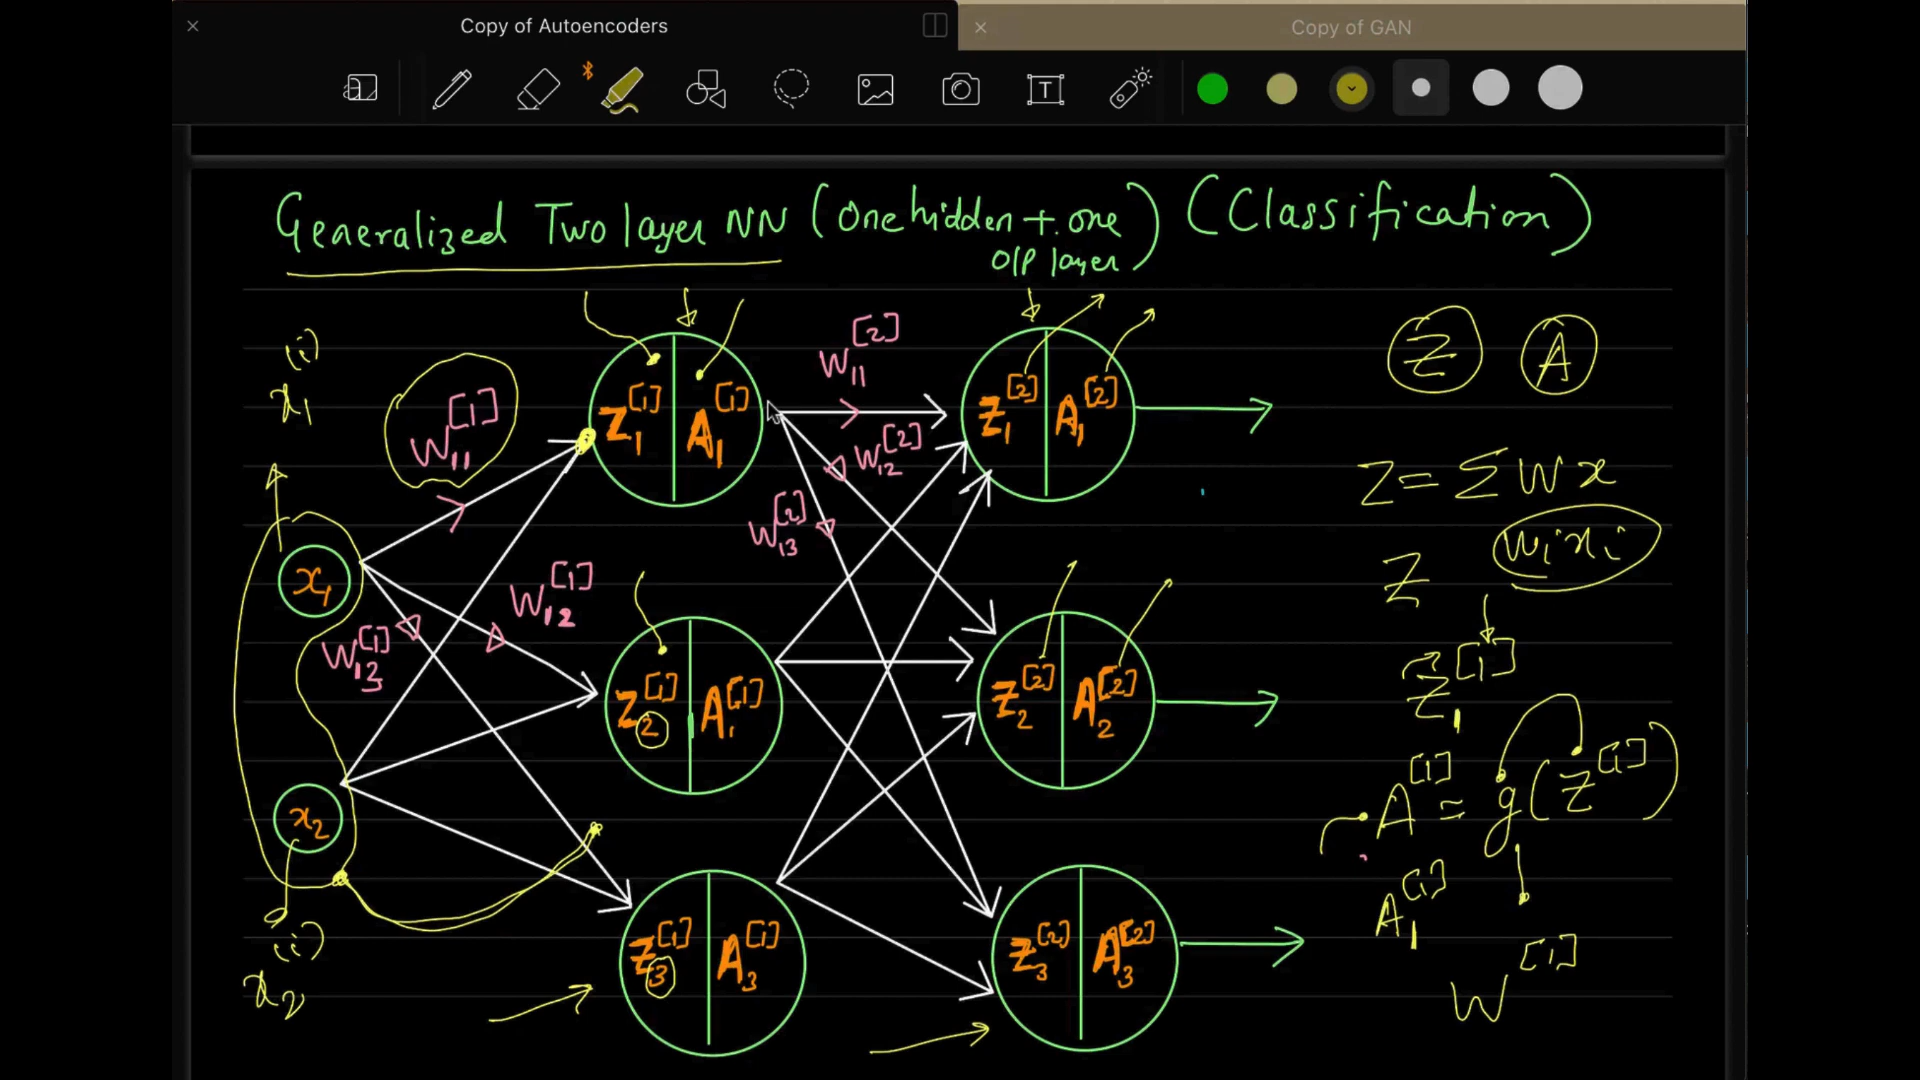 Copy of Autoencoders
Copy of GAN
T
Generalized Two layer NN (One hidden + one O/P layer) (Classification)
x₁⁽ⁱ⁾
W₁₁^[1]
Z₁^[1] A₁^[1]
W₁₁^[2]
W₁₂^[2]
W₁₃^[2]
Z₁^[2] A₁^[2]
Z A
Z = Σ W x
wᵢxᵢ
Z
x₁
W₁₂^[1]
W₁₃^[1]
Z₂^[1] A₁^[1]
Z₂^[2] A₂^[2]
Z₁^[1]
A^[1] = g(Z^[1])
x₂
A₁^[1]
x₂⁽ⁱ⁾
Z₃^[1] A₃^[1]
Z₃^[2] A₃^[2]
W^[1]